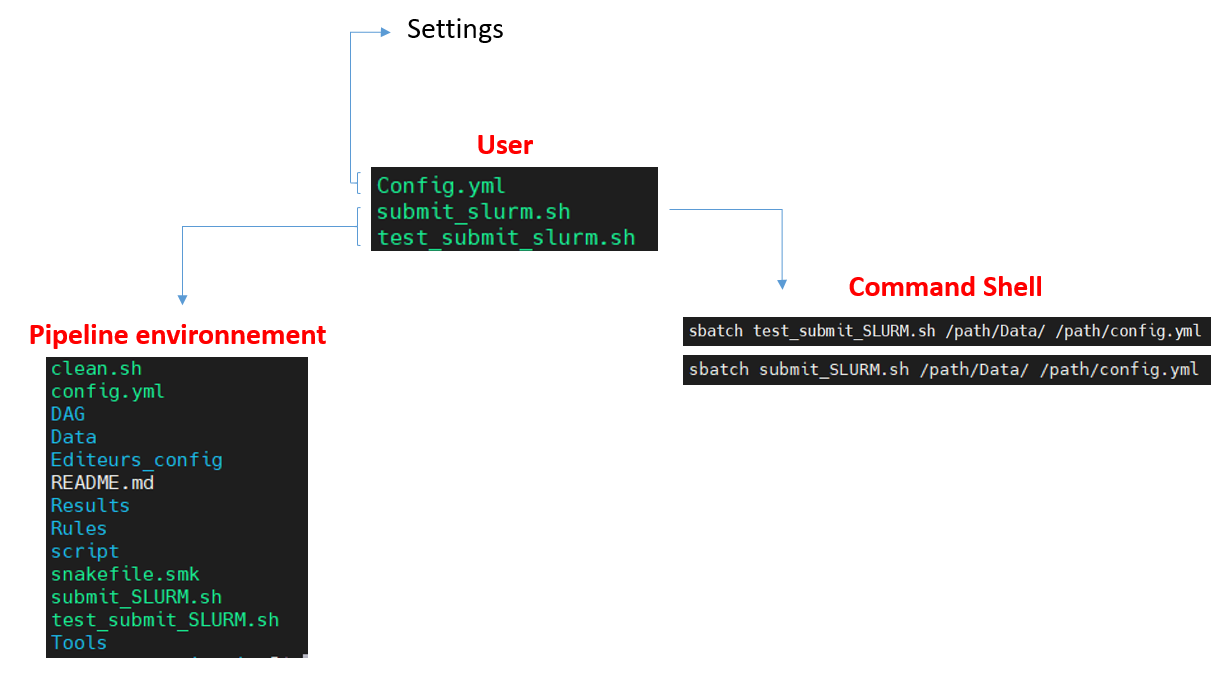 Settings
User
Config.yml
submit_slurm.sh
test_submit_slurm.sh
Command Shell
sbatch test_submit_SLURM.sh /path/Data/ /path/config.yml
sbatch submit_SLURM.sh /path/Data/ /path/config.yml
Pipeline environnement
clean.sh
config.yml
DAG
Data
Editeurs_config
README.md
Results
Rules
script
snakefile.smk
submit_SLURM.sh
test_submit_SLURM.sh
Tools